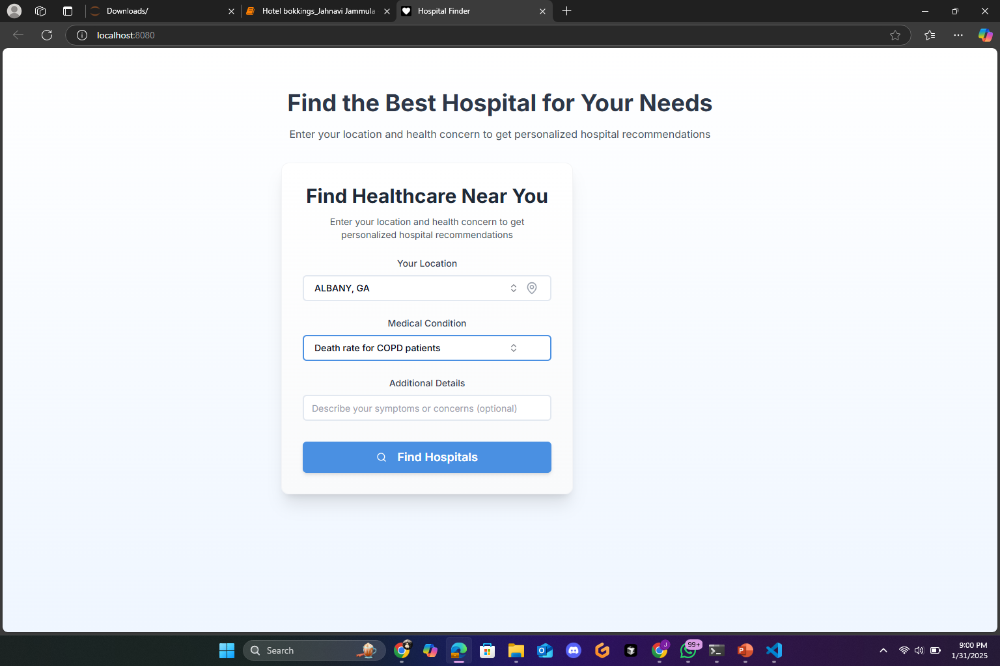 Downloads/
Hotel bokkings_Jahnavi Jammula
Hospital Finder
localhost:8080
Find the Best Hospital for Your Needs
Enter your location and health concern to get personalized hospital recommendations
Find Healthcare Near You
Enter your location and health concern to get
personalized hospital recommendations
Your Location
ALBANY, GA
Medical Condition
Death rate for COPD patients
Additional Details
Describe your symptoms or concerns (optional)
Find Hospitals
Search
J
99+
9:00 PM
1/31/2025